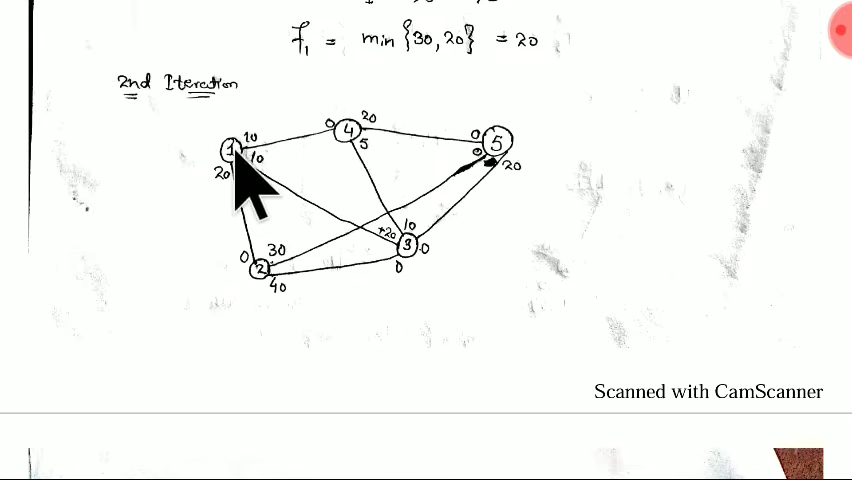 F₁ = min {30, 20} = 20
2nd Iteration
0 4 20
10 0 5
1 10 5 0 20
20
10
+20 3 0
0 30
2 0
40
Scanned with CamScanner